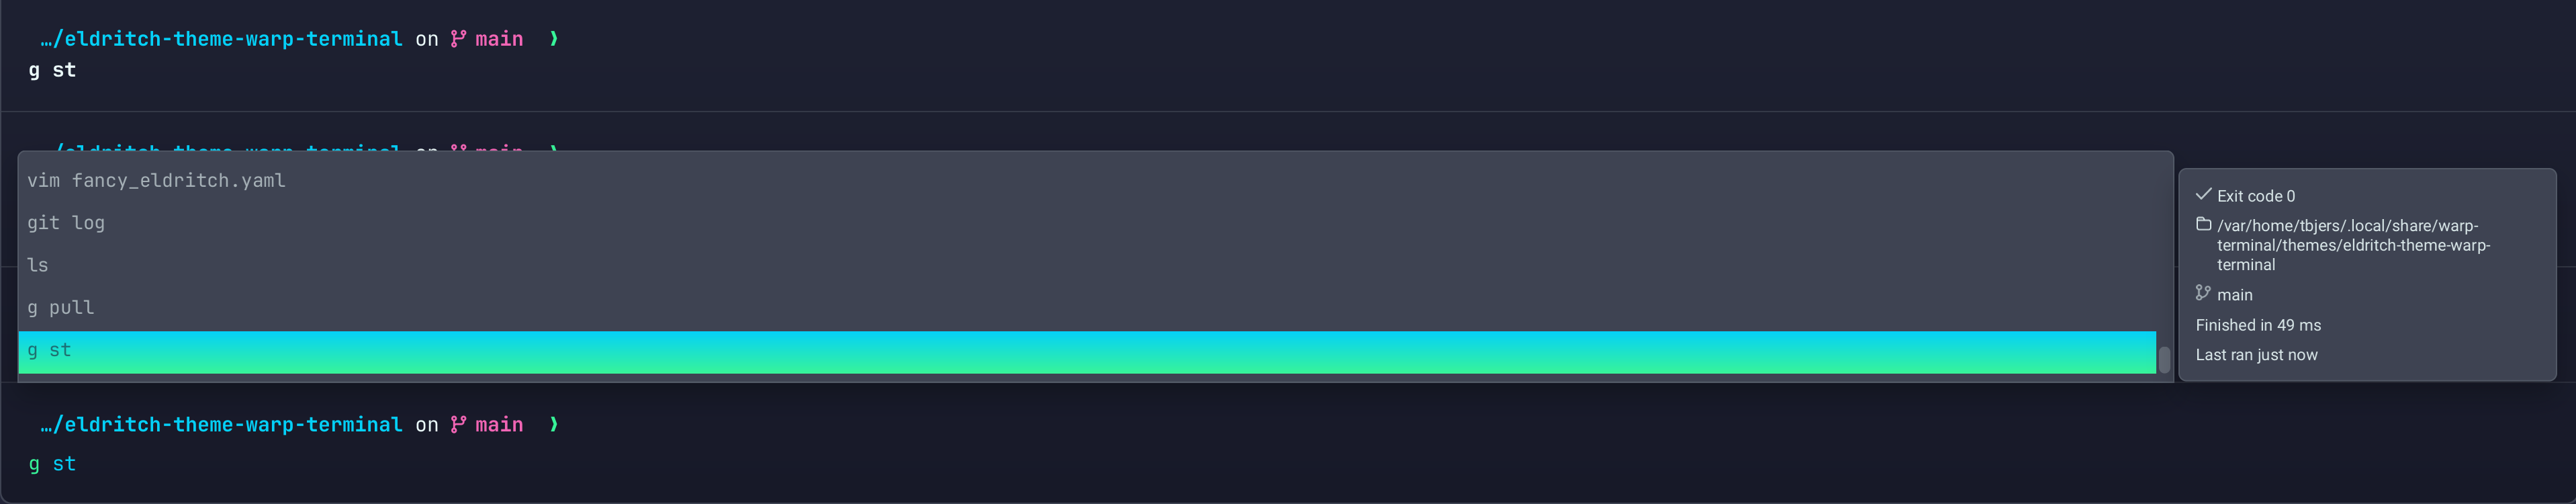 …/eldritch-theme-warp-terminal on main ❯
g st
/eldritch-theme-warp-terminal on main
vim fancy_eldritch.yaml
git log
ls
g pull
g st
Exit code 0
/var/home/tbjers/.local/share/warp-
terminal/themes/eldritch-theme-warp-
terminal
main
Finished in 49 ms
Last ran just now
…/eldritch-theme-warp-terminal on main ❯
g st